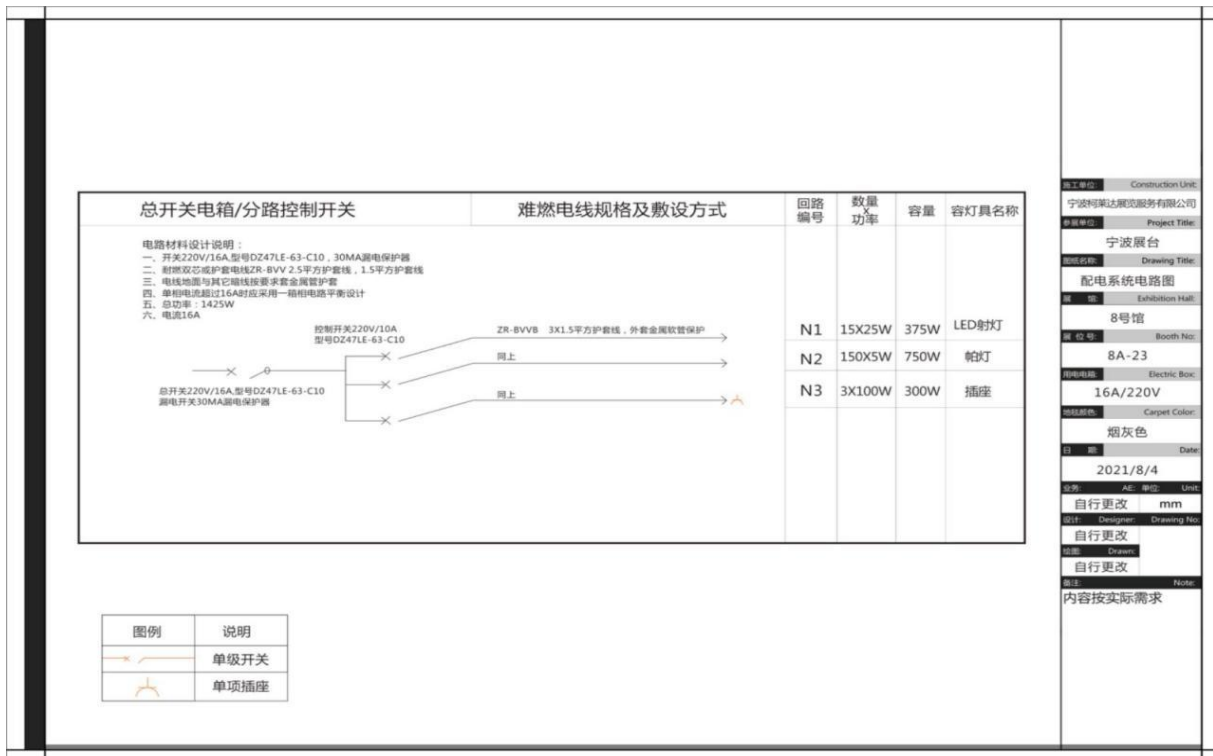 总开关电箱/分路控制开关
难燃电线规格及敷设方式
回路编号
数量X功率
容量
容灯具名称
电路材料设计说明：
一、开关220V/16A,型号DZ47LE-63-C10，30MA漏电保护器
二、耐燃双芯或护套电线ZR-BVV 2.5平方护套线，1.5平方护套线
三、电线地面与其它暗线按要求套金属管护套
四、单相电流超过16A时应采用一箱相电路平衡设计
五、总功率：1425W
六、电流16A
控制开关220V/10A
型号DZ47LE-63-C10
总开关220V/16A,型号DZ47LE-63-C10
漏电开关30MA漏电保护器
ZR-BVVB 3X1.5平方护套线，外套金属软管保护
N1 15X25W 375W LED射灯
同上
N2 150X5W 750W 帕灯
同上
N3 3X100W 300W 插座
图例 说明
单级开关
单项插座
施工单位: Construction Unit:
宁波柯莱达展览服务有限公司
参展单位: Project Title:
宁波展台
图纸名称: Drawing Title:
配电系统电路图
展 馆: Exhibition Hall:
8号馆
展 位 号: Booth No:
8A-23
用电电箱: Electric Box:
16A/220V
地毯颜色: Carpet Color:
烟灰色
日 期: Date:
2021/8/4
业务: AE: 单位: Unit:
自行更改 mm
设计: Designer: Drawing No:
自行更改
绘图: Drawn:
自行更改
备注: Note:
内容按实际需求